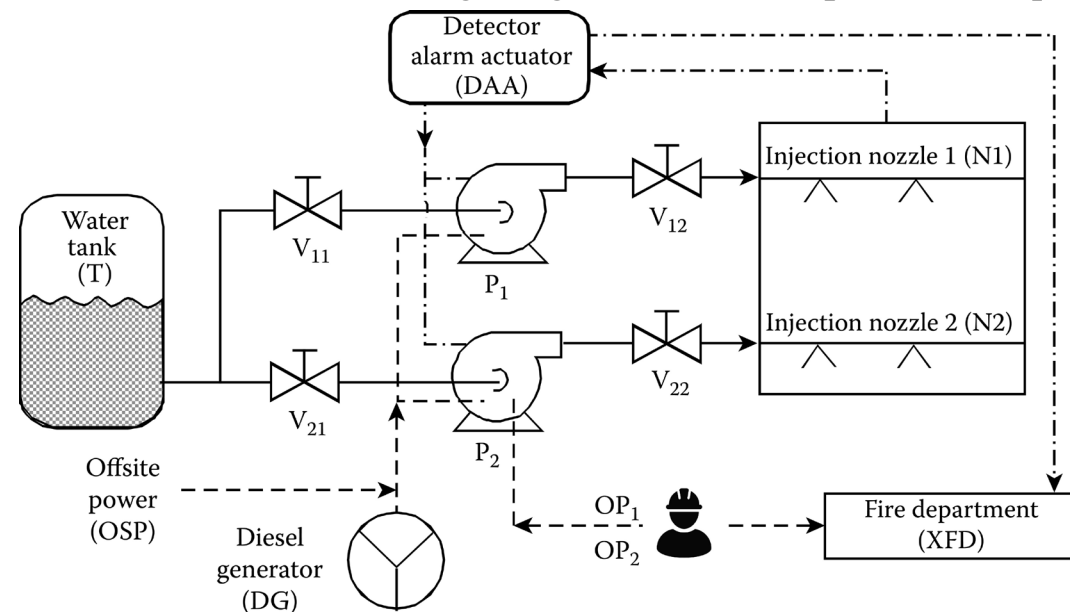 Detector
alarm actuator
(DAA)
Injection nozzle 1 (N1)
Water
tank
(T)
V11
V12
P1
Injection nozzle 2 (N2)
V21
V22
P2
Offsite
power
(OSP)
OP1
OP2
Fire department
(XFD)
Diesel
generator
(DG)